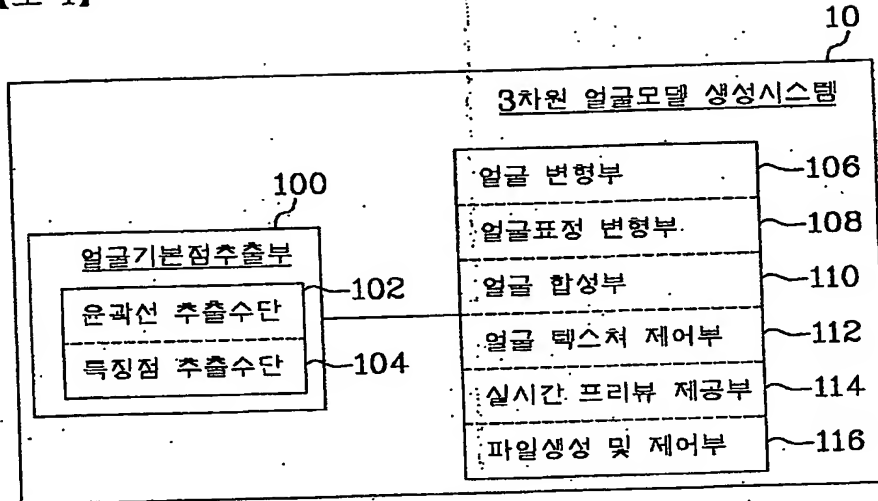 【도 1】
10
3차원 얼굴모델 생성시스템
100
얼굴기본점추출부
윤곽선 추출수단
102
특징점 추출수단
104
얼굴 변형부
106
얼굴표정 변형부
108
얼굴 합성부
110
얼굴 텍스쳐 제어부
112
실시간 프리뷰 제공부
114
파일생성 및 제어부
116